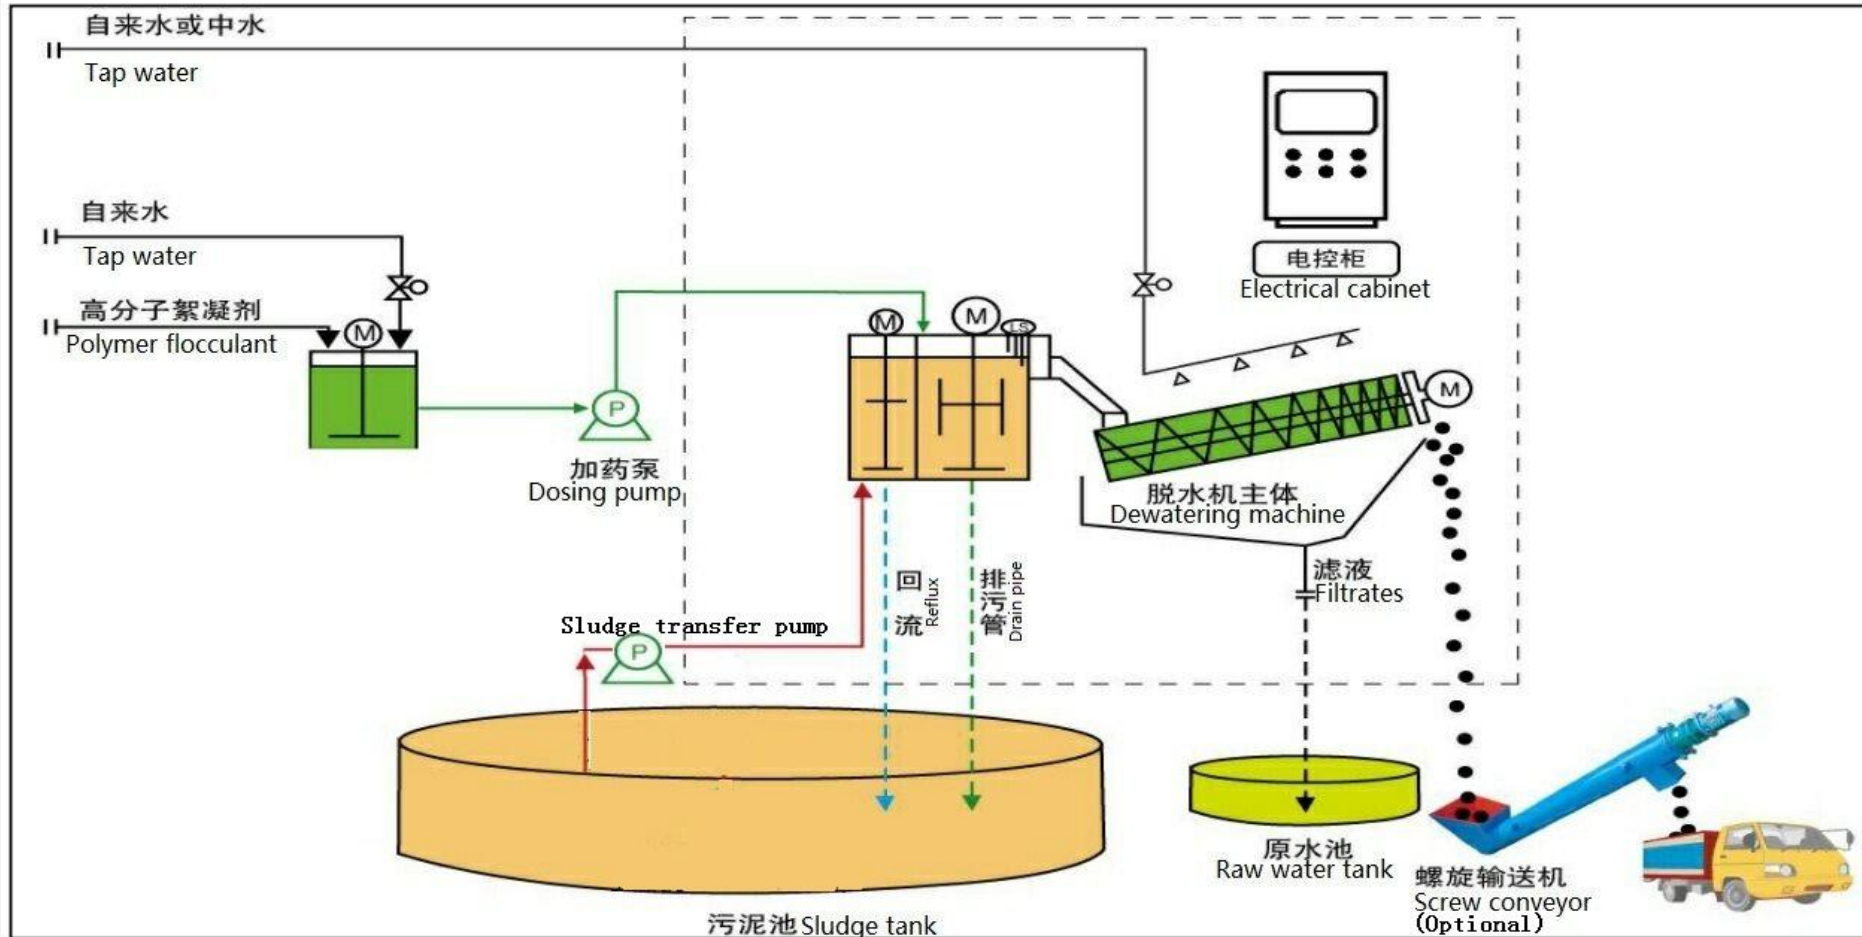 自来水或中水
Tap water
自来水
Tap water
高分子絮凝剂
Polymer flocculant
M
P
加药泵
Dosing pump
M
M
LS
电控柜
Electrical cabinet
M
脱水机主体
Dewatering machine
回流
Reflux
排污管
Drain pipe
滤液
Filtrates
Sludge transfer pump
P
原水池
Raw water tank
螺旋输送机
Screw conveyor
(Optional)
污泥池 Sludge tank